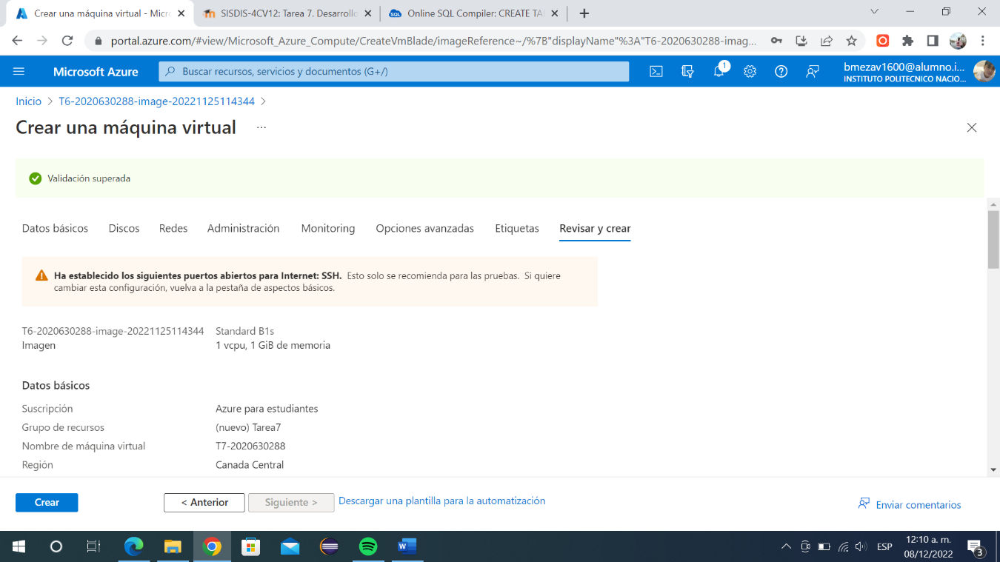 Crear una máquina virtual - Micr
SISDIS-4CV12: Tarea 7. Desarrollo
Online SQL Compiler: CREATE TA
portal.azure.com/#view/Microsoft_Azure_Compute/CreateVmBlade/imageReference~/%7B"displayName"%3A"T6-2020630288-imag...
Microsoft Azure
Buscar recursos, servicios y documentos (G+/)
1
bmezav1600@alumno.i...
INSTITUTO POLITECNICO NACIO...
Inicio > T6-2020630288-image-20221125114344 >
Crear una máquina virtual ...
Validación superada
Datos básicos Discos Redes Administración Monitoring Opciones avanzadas Etiquetas Revisar y crear
Ha establecido los siguientes puertos abiertos para Internet: SSH. Esto solo se recomienda para las pruebas. Si quiere
cambiar esta configuración, vuelva a la pestaña de aspectos básicos.
T6-2020630288-image-20221125114344 Standard B1s
Imagen 1 vcpu, 1 GiB de memoria
Datos básicos
Suscripción Azure para estudiantes
Grupo de recursos (nuevo) Tarea7
Nombre de máquina virtual T7-2020630288
Región Canada Central
Crear < Anterior Siguiente > Descargar una plantilla para la automatización
Enviar comentarios
ESP
12:10 a. m.
08/12/2022
3